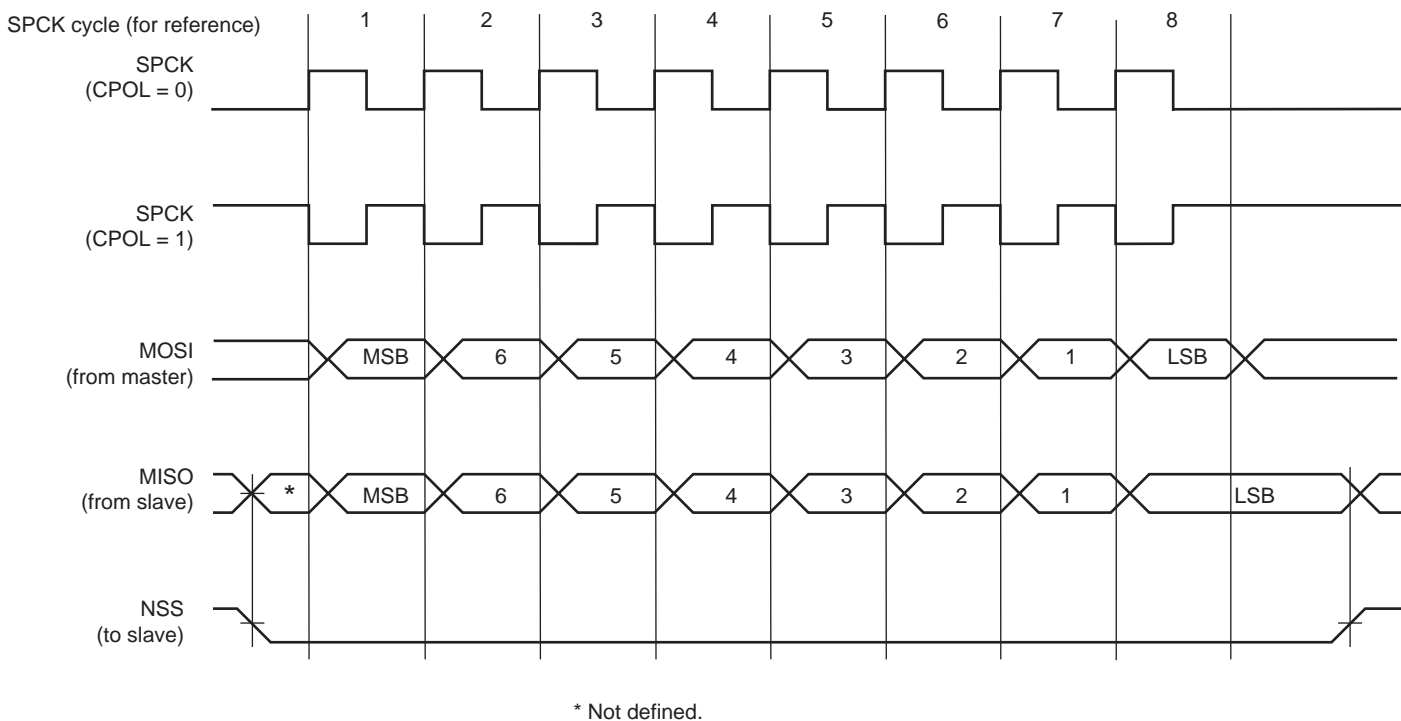 SPCK cycle (for reference) 1 2 3 4 5 6 7 8
SPCK
(CPOL = 0)
SPCK
(CPOL = 1)
MOSI
(from master)
MSB 6 5 4 3 2 1 LSB
MISO
(from slave)
* MSB 6 5 4 3 2 1 LSB
NSS
(to slave)
* Not defined.